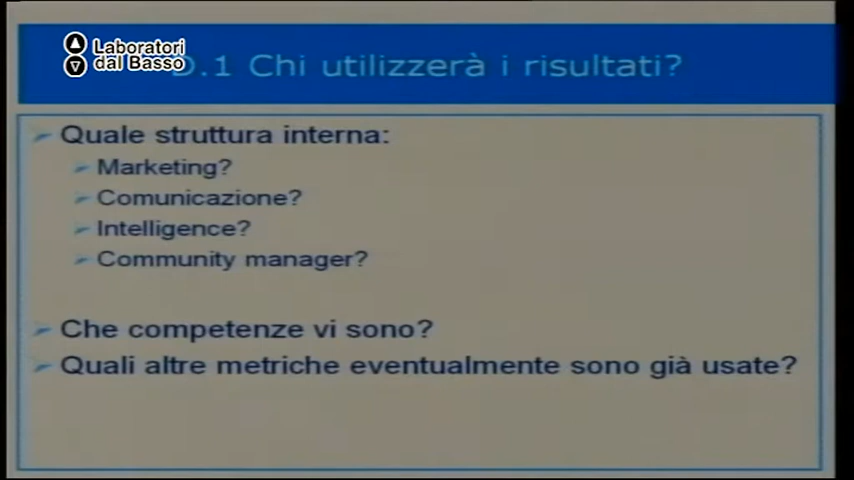 Laboratori
dal Basso
D.1 Chi utilizzerà i risultati?
Quale struttura interna:
Marketing?
Comunicazione?
Intelligence?
Community manager?
Che competenze vi sono?
Quali altre metriche eventualmente sono già usate?